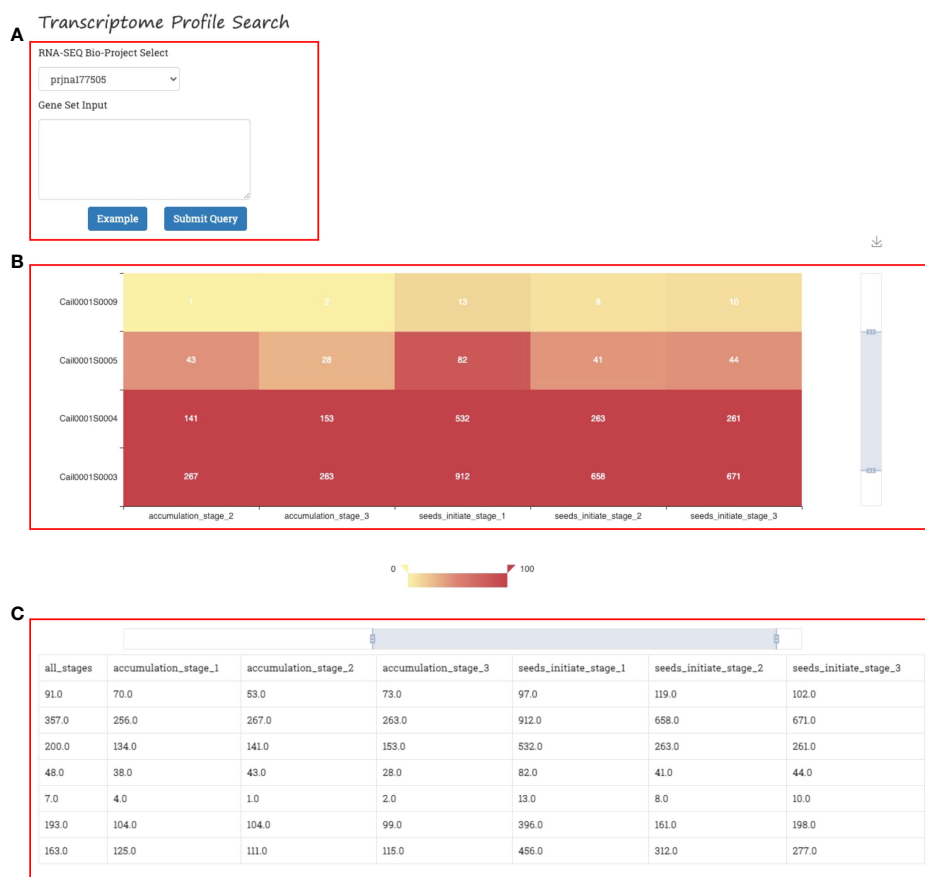 Transcriptome Profile Search
A
RNA-SEQ Bio-Project Select
prjna177505
Gene Set Input
Example Submit Query
B
Cail0001S0009 1 2 13 8 10
Cail0001S0005 43 28 82 41 44
Cail0001S0004 141 153 532 263 261
Cail0001S0003 267 263 912 658 671
accumulation_stage_2 accumulation_stage_3 seeds_initiate_stage_1 seeds_initiate_stage_2 seeds_initiate_stage_3
0 100
C
all_stages accumulation_stage_1 accumulation_stage_2 accumulation_stage_3 seeds_initiate_stage_1 seeds_initiate_stage_2 seeds_initiate_stage_3
91.0 70.0 53.0 73.0 97.0 119.0 102.0
357.0 256.0 267.0 263.0 912.0 658.0 671.0
200.0 134.0 141.0 153.0 532.0 263.0 261.0
48.0 38.0 43.0 28.0 82.0 41.0 44.0
7.0 4.0 1.0 2.0 13.0 8.0 10.0
193.0 104.0 104.0 99.0 396.0 161.0 198.0
163.0 125.0 111.0 115.0 456.0 312.0 277.0